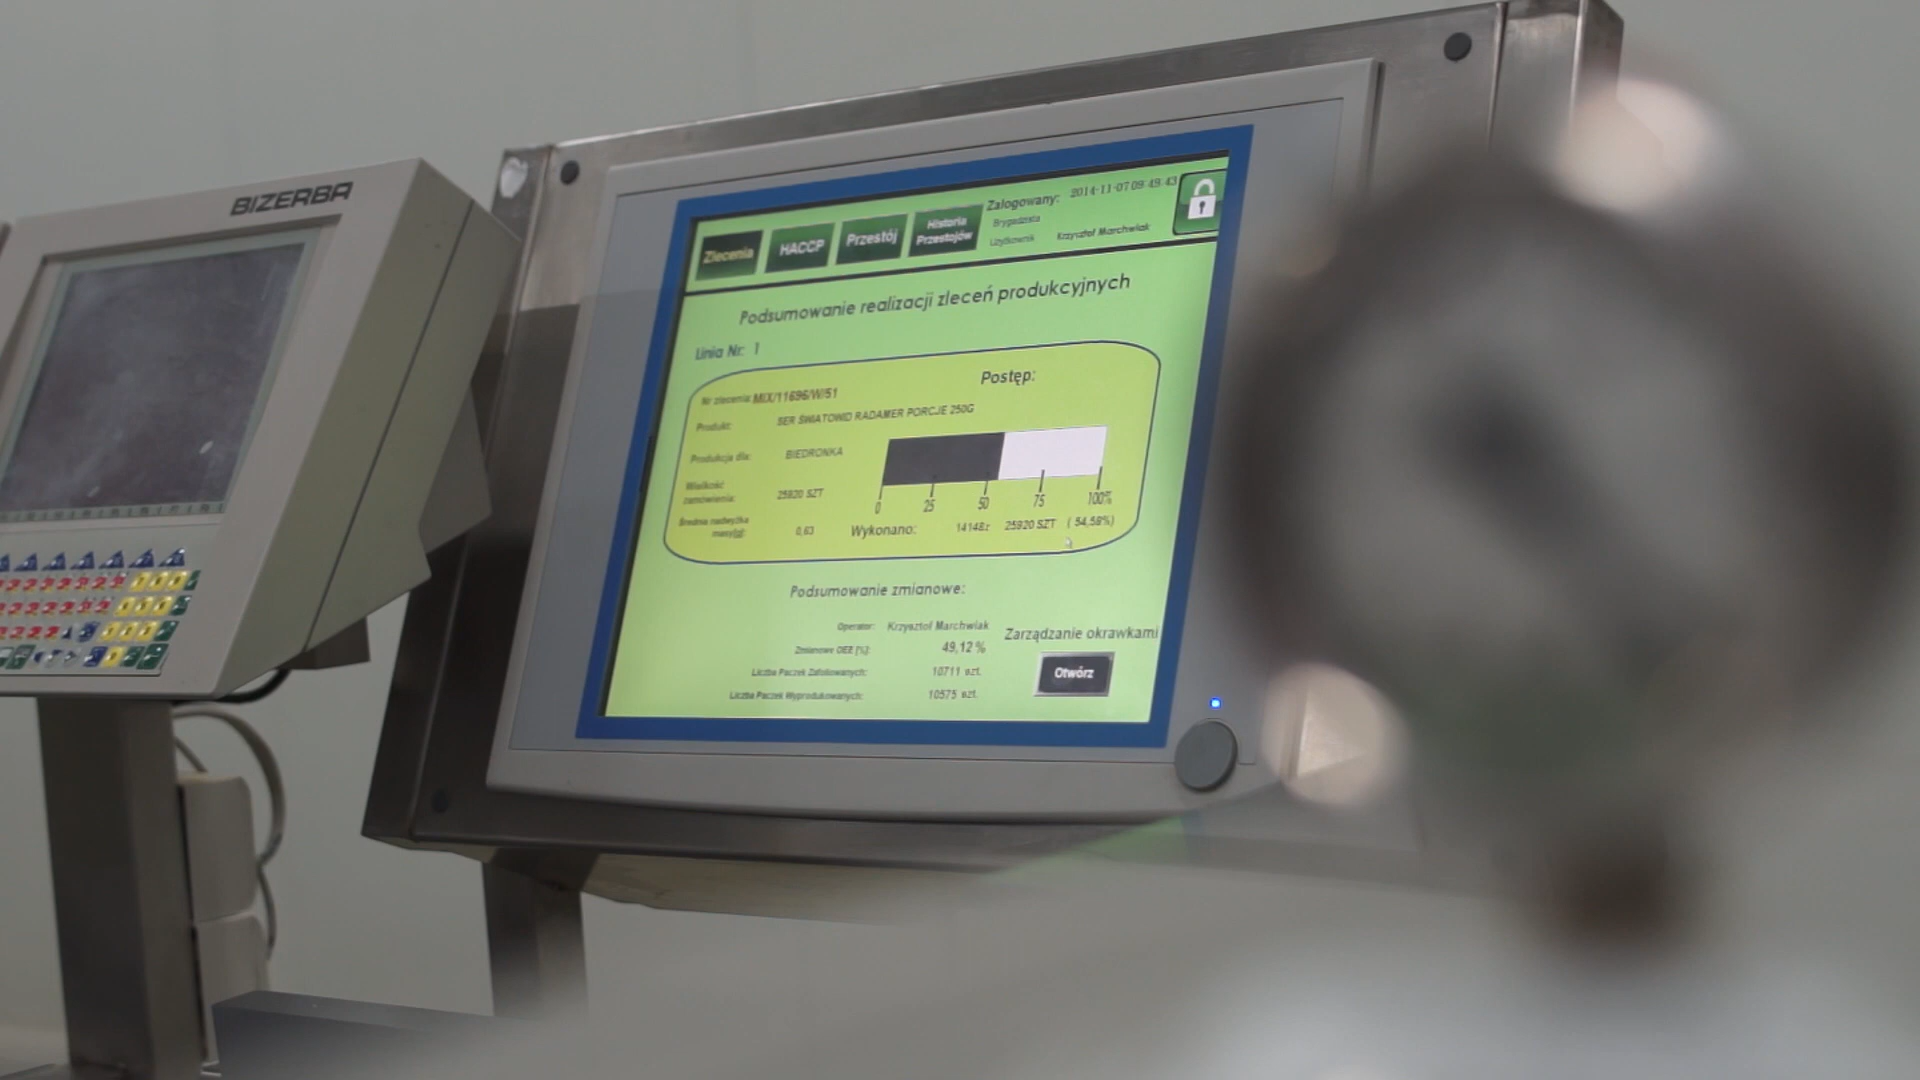 BIZERBA
Zlecenia
HACCP
Przestój
Historia
Przestojów
Zalogowany:
2014-11-07 09:49:43
Brygadzista
Użytkownik
Krzysztof Marchwiak
Podsumowanie realizacji zleceń produkcyjnych
Linia Nr: 1
Nr zlecenia: MIX/11696/W/51
Postęp:
Produkt: SER ŚWIATOWID RADAMER PORCJE 250G
Produkcja dla: BIEDRONKA
Wielkość
zamówienia: 25920 SZT
0 25 50 75 100%
Średnia nadwyżka
masy[g]: 0,63
Wykonano: 14148z 25920 SZT ( 54,58%)
Podsumowanie zmianowe:
Operator: Krzysztof Marchwiak
Zmianowe OEE [%]: 49,12 %
Liczba Paczek Zafoliowanych: 10711 szt.
Liczba Paczek Wyprodukowanych: 10575 szt.
Zarządzanie okrawkami
Otwórz